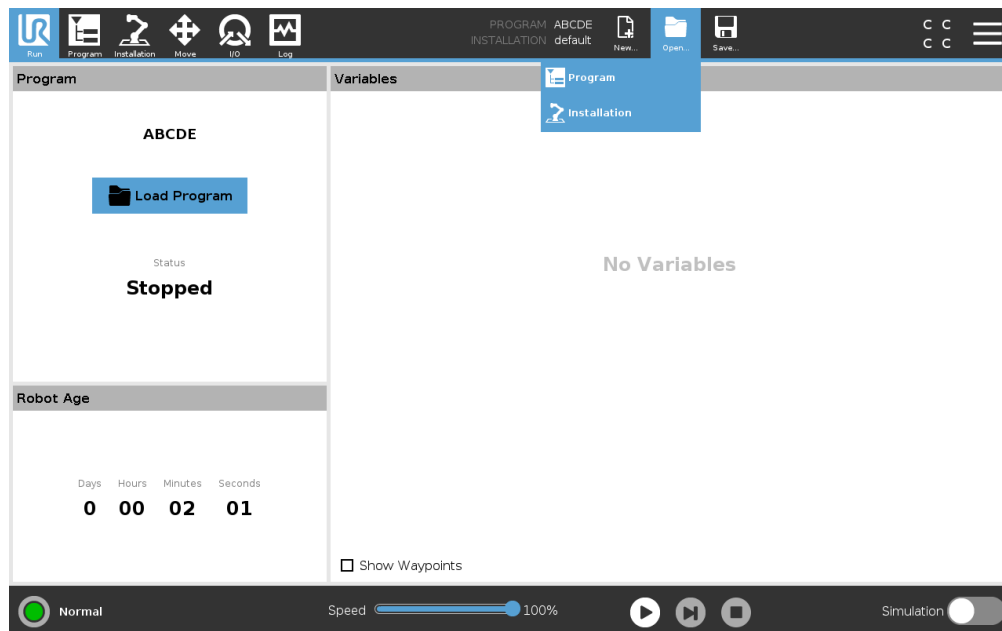 UR
Run Program Installation Move I/O Log
PROGRAM ABCDE
INSTALLATION default
New... Open... Save...
C C
C C
Program
Installation
Program
ABCDE
Load Program
Status
Stopped
Robot Age
Days Hours Minutes Seconds
0 00 02 01
Variables
No Variables
Show Waypoints
Normal
Speed 100%
Simulation